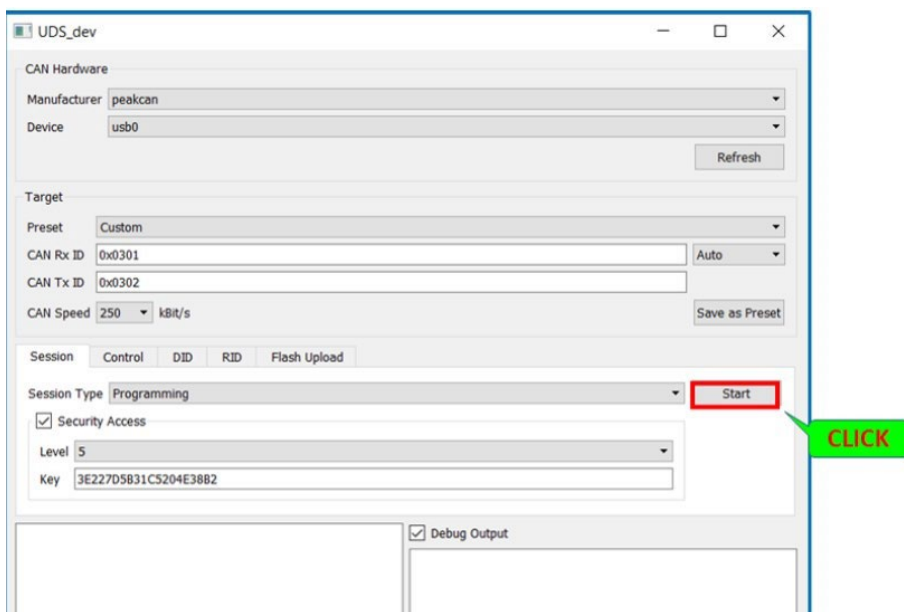 UDS_dev
CAN Hardware
Manufacturer peakcan
Device usb0
Refresh
Target
Preset Custom
CAN Rx ID 0x0301 Auto
CAN Tx ID 0x0302
CAN Speed 250 kBit/s Save as Preset
Session Control DID RID Flash Upload
Session Type Programming Start
Security Access
CLICK
Level 5
Key 3E227D5B31C5204E38B2
Debug Output